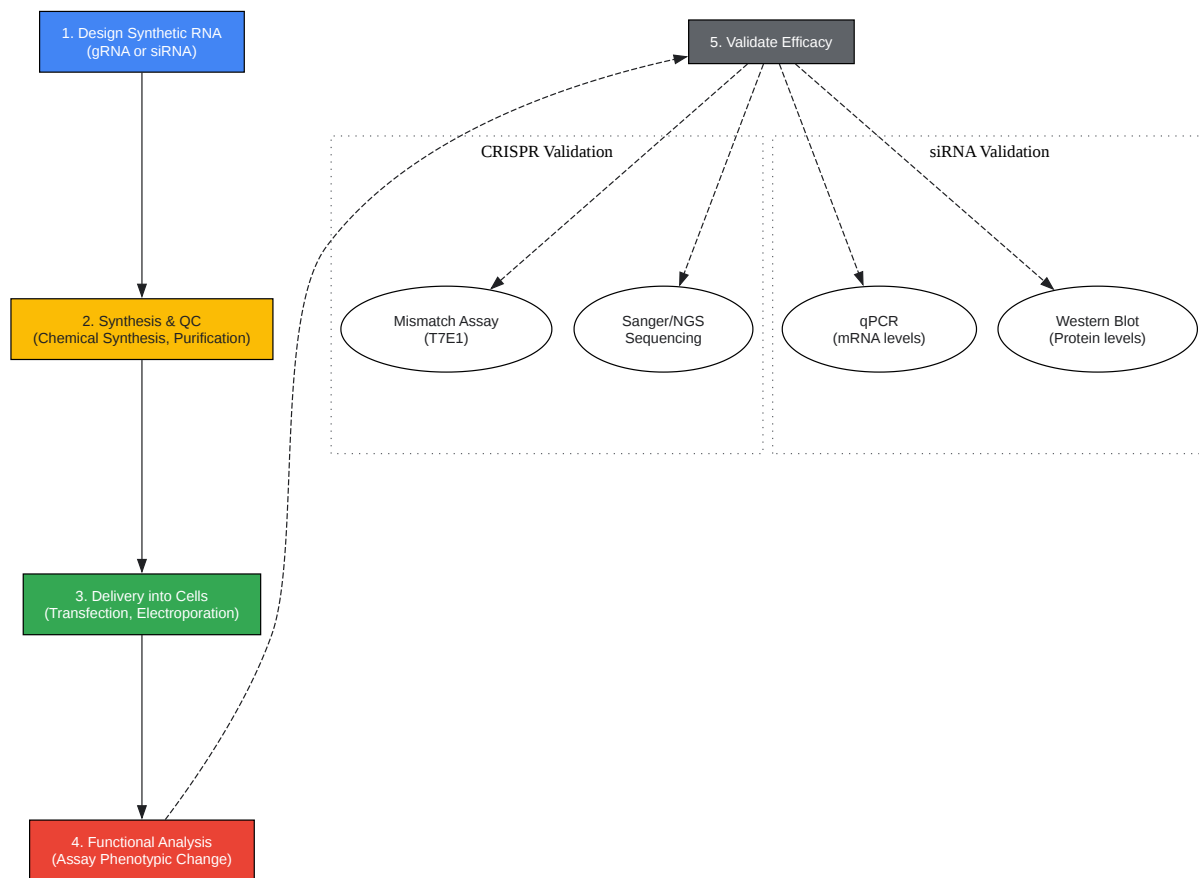 1. Design Synthetic RNA
(gRNA or siRNA)
5. Validate Efficacy
CRISPR Validation
siRNA Validation
2. Synthesis & QC
(Chemical Synthesis, Purification)
Mismatch Assay
(T7E1)
Sanger/NGS
Sequencing
qPCR
(mRNA levels)
Western Blot
(Protein levels)
3. Delivery into Cells
(Transfection, Electroporation)
4. Functional Analysis
(Assay Phenotypic Change)